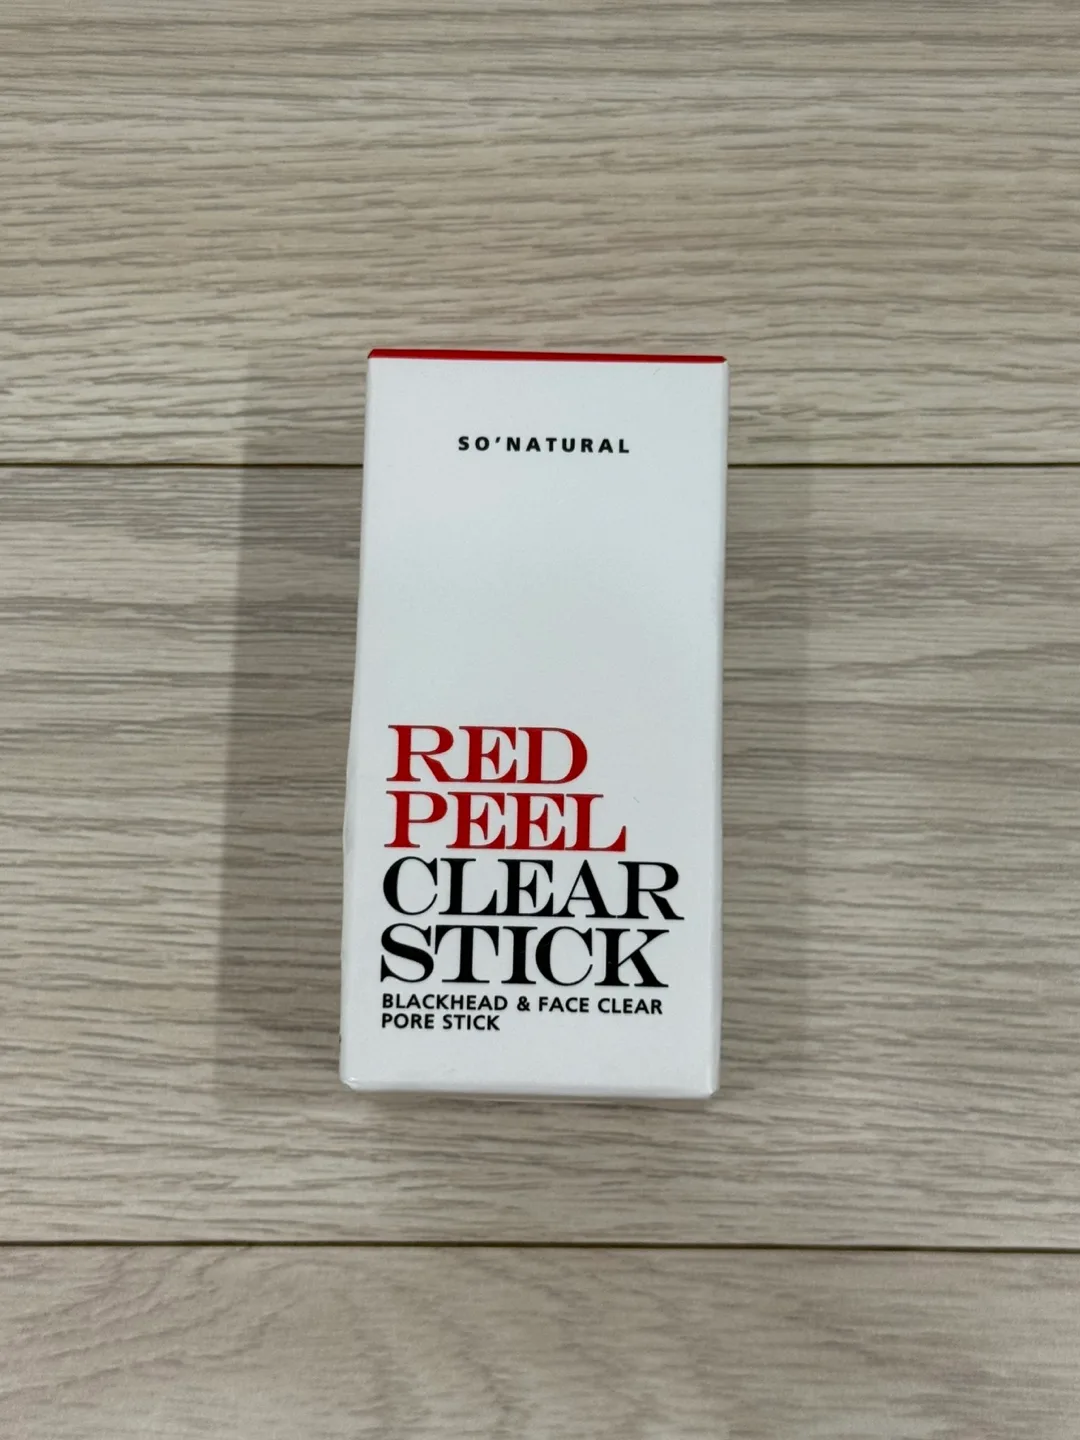 SO'NATURAL
RED
PEEL
CLEAR
STICK
BLACKHEAD & FACE CLEAR
PORE STICK